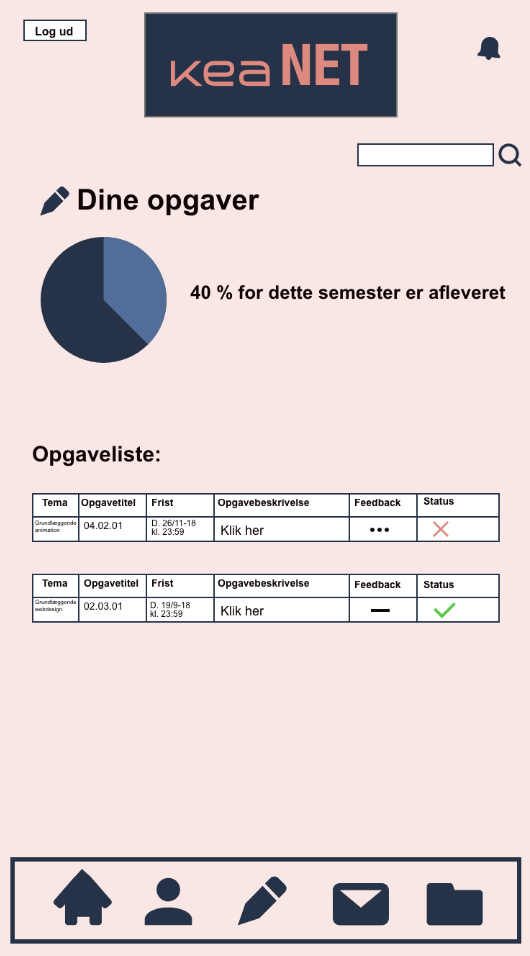 Log ud
kea NET
Dine opgaver
40 % for dette semester er afleveret
Opgaveliste:
Tema Opgavetitel Frist Opgavebeskrivelse Feedback Status
Grundlæggende animation 04.02.01 D. 26/11-18 kl. 23:59 Klik her
Tema Opgavetitel Frist Opgavebeskrivelse Feedback Status
Grundlæggende webdesign 02.03.01 D. 19/9-18 kl. 23:59 Klik her